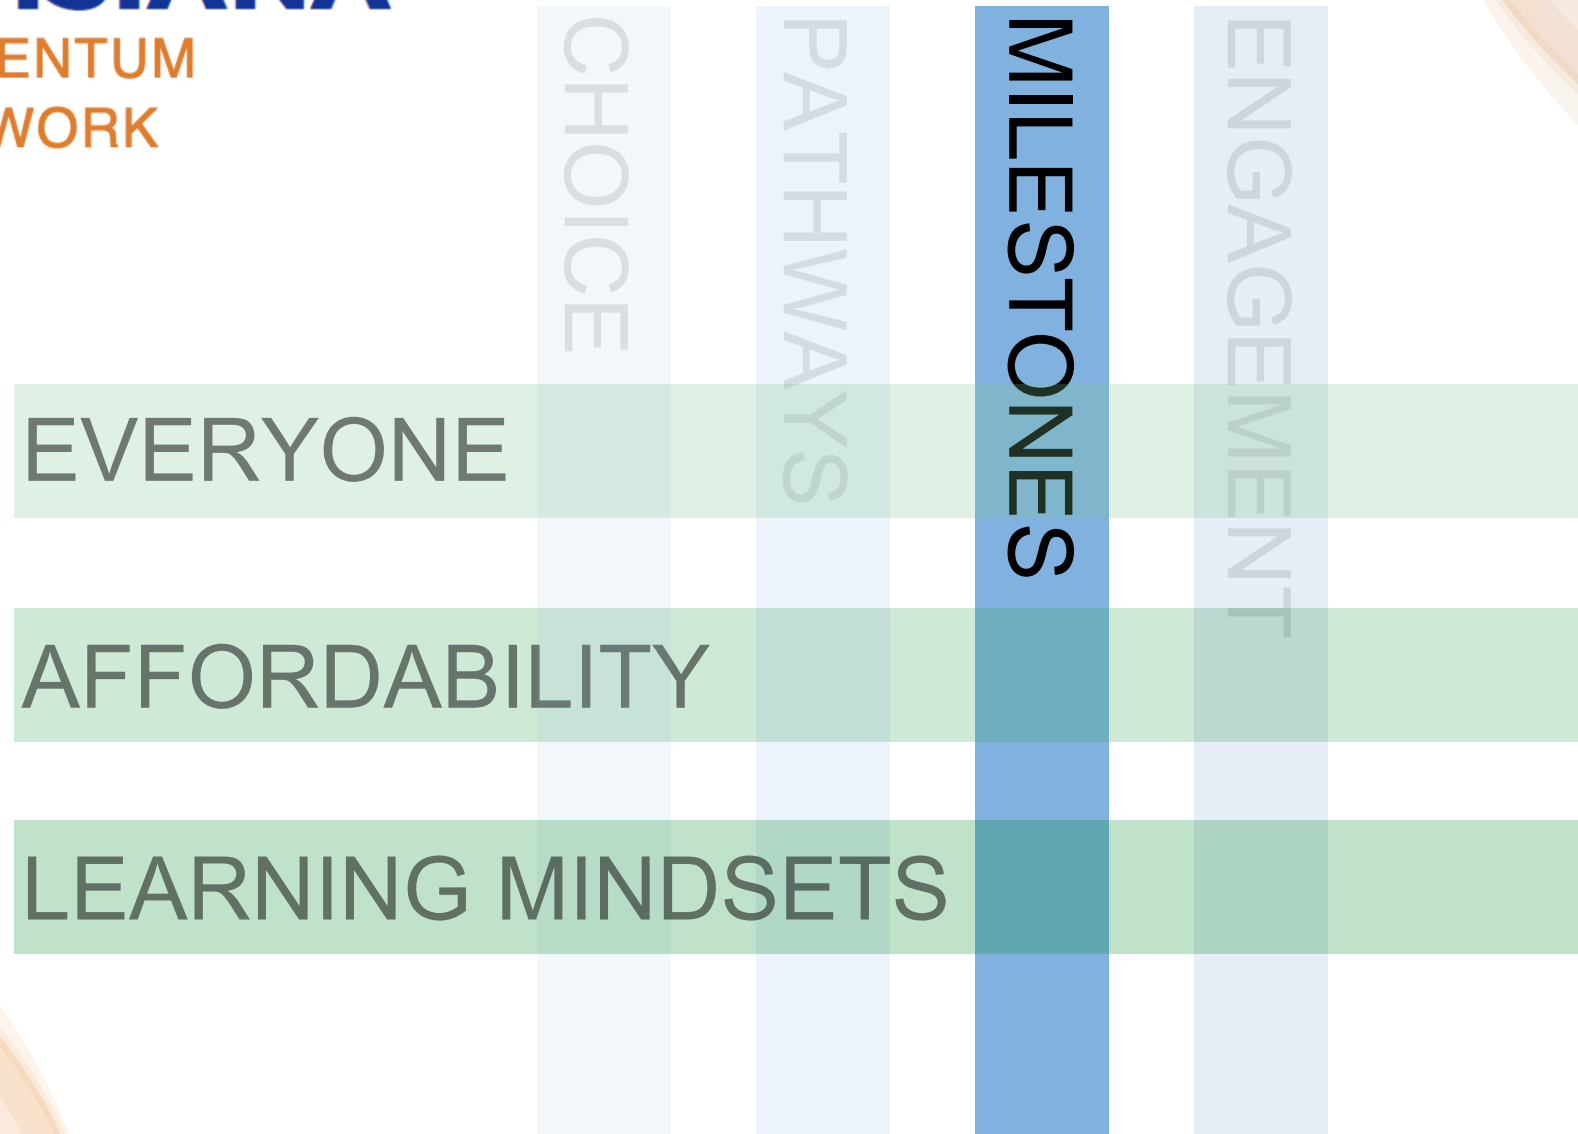 ENTUM
WORK
CHOICE
PATHWAYS
MILESTONES
ENGAGEMENT
EVERYONE
AFFORDABILITY
LEARNING MINDSETS